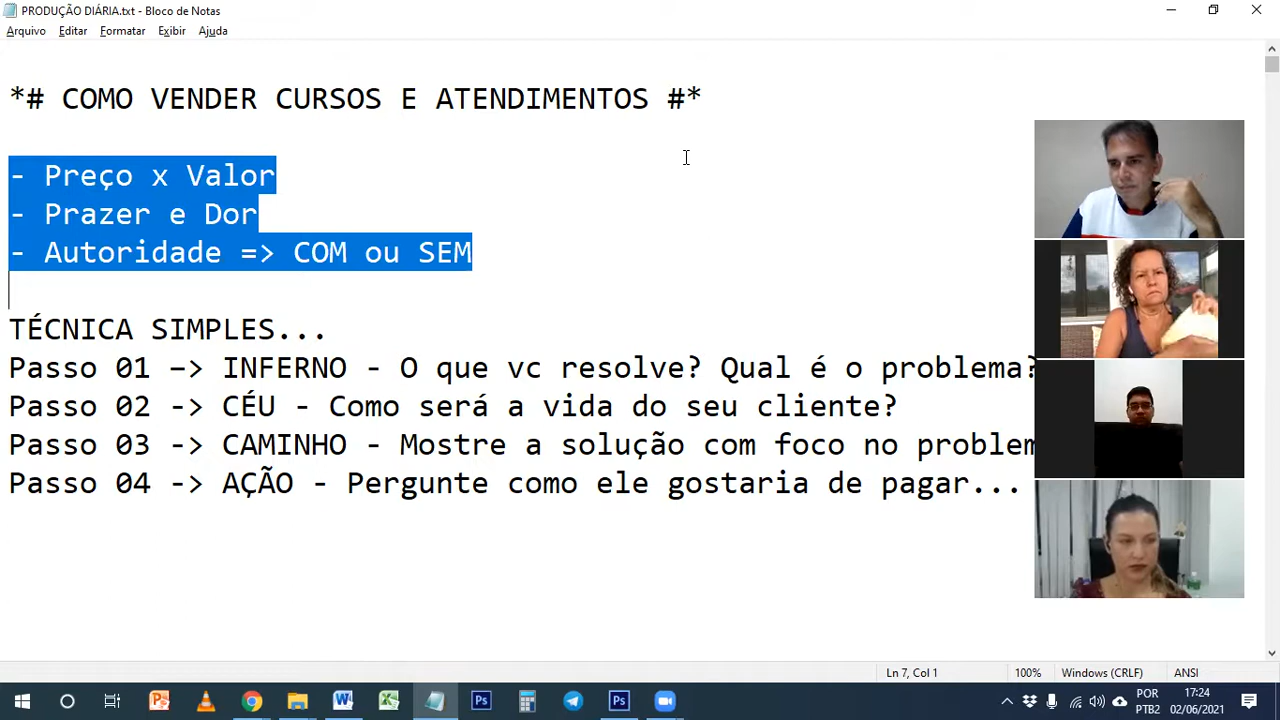 PRODUÇÃO DIÁRIA.txt - Bloco de Notas
Arquivo Editar Formatar Exibir Ajuda
*# COMO VENDER CURSOS E ATENDIMENTOS #*
- Preço x Valor
- Prazer e Dor
- Autoridade => COM ou SEM
TÉCNICA SIMPLES...
Passo 01 –> INFERNO - O que vc resolve? Qual é o problema?
Passo 02 -> CÉU - Como será a vida do seu cliente?
Passo 03 -> CAMINHO - Mostre a solução com foco no problem
Passo 04 -> AÇÃO - Pergunte como ele gostaria de pagar...
Ln 7, Col 1 100% Windows (CRLF) ANSI
POR 17:24
PTB2 02/06/2021